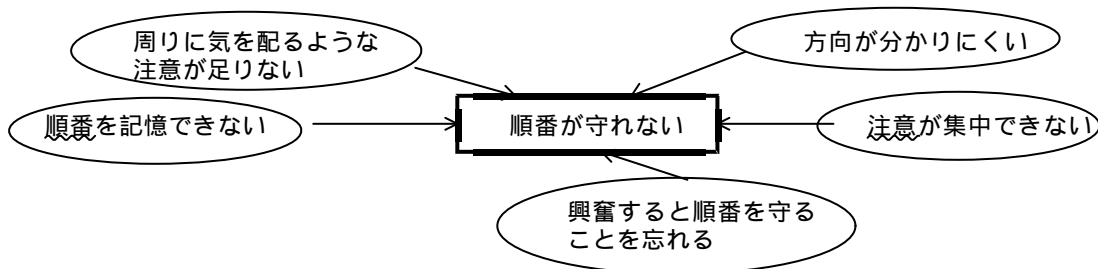 周りに気を配るような
注意が足りない
方向が分かりにくい
順番を記憶できない
順番が守れない
注意が集中できない
興奮すると順番を守る
ことを忘れる